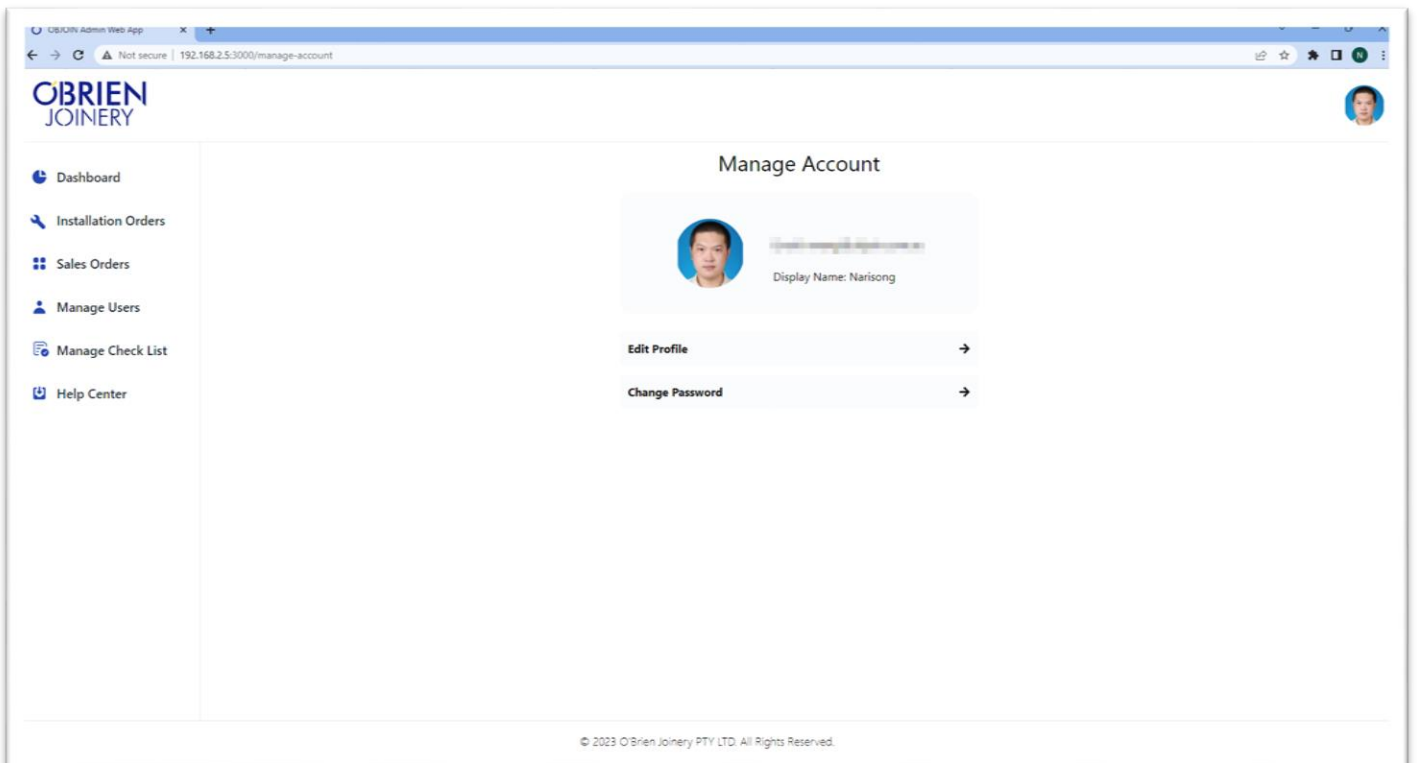 OBJOIN Admin Web App
Not secure 192.168.2.5:3000/manage-account
N
O'BRIEN
JOINERY
Manage Account
Dashboard
Installation Orders
Sales Orders
Manage Users
Manage Check List
Help Center
Display Name: Narisong
Edit Profile
Change Password
© 2023 O'Brien Joinery PTY LTD. All Rights Reserved.